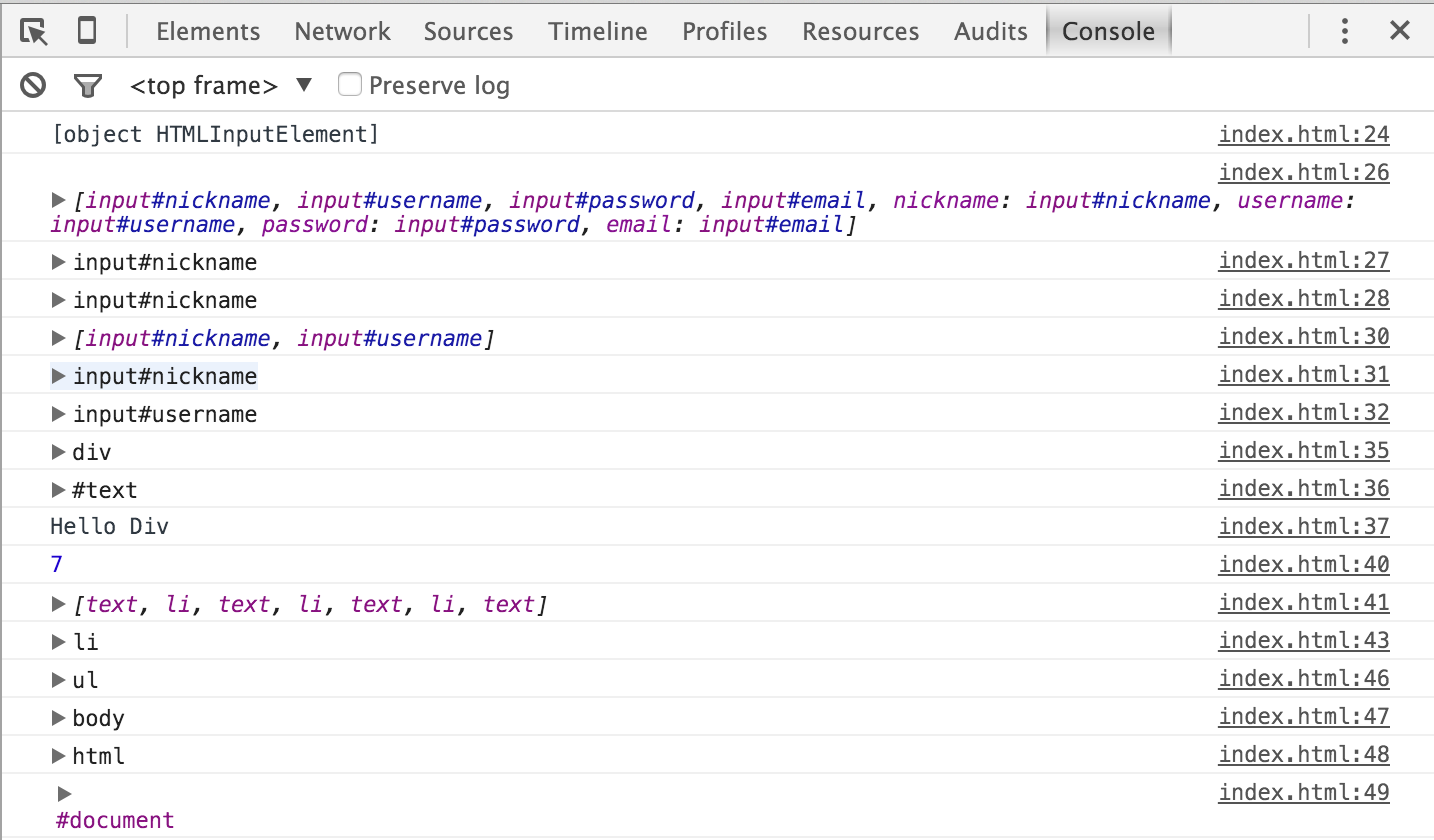 Elements Network Sources Timeline Profiles Resources Audits Console
<top frame> ▼ Preserve log
[object HTMLInputElement] index.html:24
index.html:26
[input#nickname, input#username, input#password, input#email, nickname: input#nickname, username:
input#username, password: input#password, email: input#email]
input#nickname index.html:27
input#nickname index.html:28
[input#nickname, input#username] index.html:30
input#nickname index.html:31
input#username index.html:32
div index.html:35
#text index.html:36
Hello Div index.html:37
7 index.html:40
[text, li, text, li, text, li, text] index.html:41
li index.html:43
ul index.html:46
body index.html:47
html index.html:48
index.html:49
#document